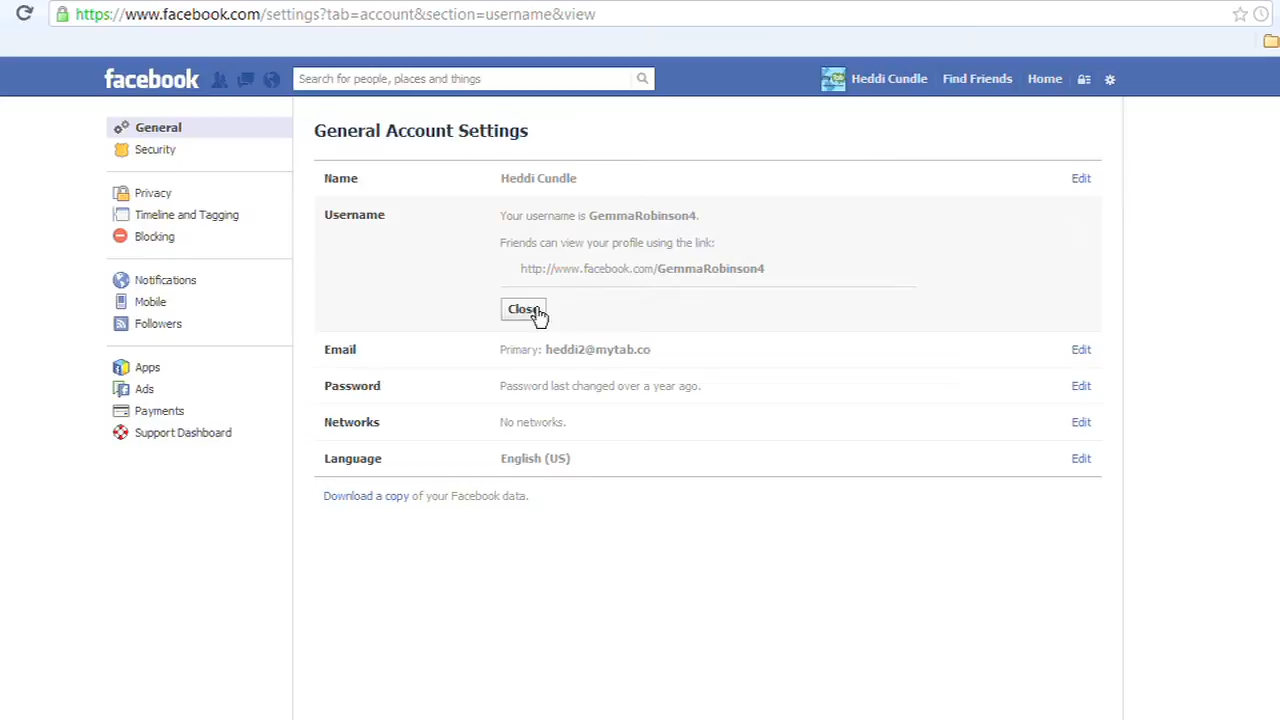 https://www.facebook.com/settings?tab=account&section=username&view
facebook
Search for people, places and things
Heddi Cundle
Find Friends
Home
General
Security
Privacy
Timeline and Tagging
Blocking
Notifications
Mobile
Followers
Apps
Ads
Payments
Support Dashboard
General Account Settings
Name Heddi Cundle Edit
Username Your username is GemmaRobinson4.
Friends can view your profile using the link:
http://www.facebook.com/GemmaRobinson4
Close
Email Primary: heddi2@mytab.co Edit
Password Password last changed over a year ago. Edit
Networks No networks. Edit
Language English (US) Edit
Download a copy of your Facebook data.